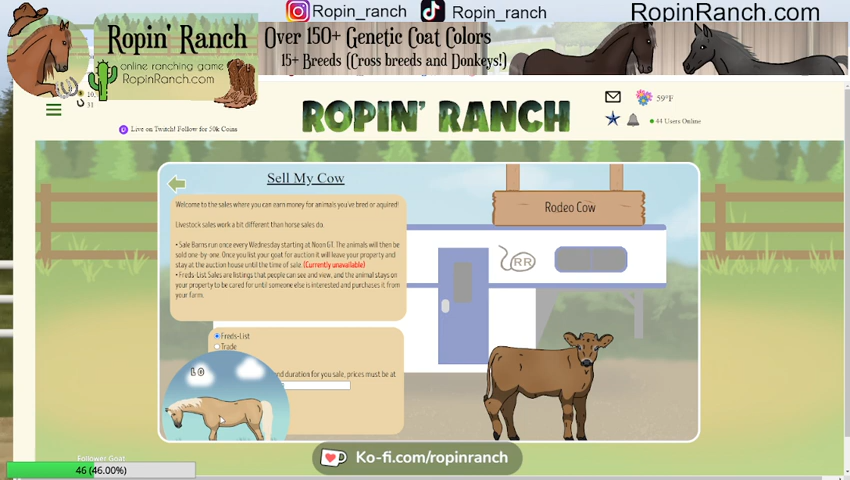 Ropin_ranch
Ropin_ranch
RopinRanch.com
Ropin' Ranch
online ranching game
RopinRanch.com
Over 150+ Genetic Coat Colors
15+ Breeds (Cross breeds and Donkeys!)
31
Live on Twitch! Follow for 50k Coins
ROPIN' RANCH
59°F
44 Users Online
Sell My Cow
Rodeo Cow
Welcome to the sales where you can earn money for animals you've bred or aquired!
Livestock sales work a bit different than horse sales do.
• Sale Barns run once every Wednesday starting at Noon GT. The animals will then be
sold one-by-one. Once you list your goat for auction it will leave your property and
stay at the auction house until the time of sale. (Currently unavailable)
• Freds-List Sales are listings that people can see and view, and the animal stays on
your property to be cared for until someone else is interested and purchases it from
your farm.
RR
Freds-List
Trade
nd duration for you sale, prices must be at
LO
Follower Goat
46 (46.00%)
Ko-fi.com/ropinranch